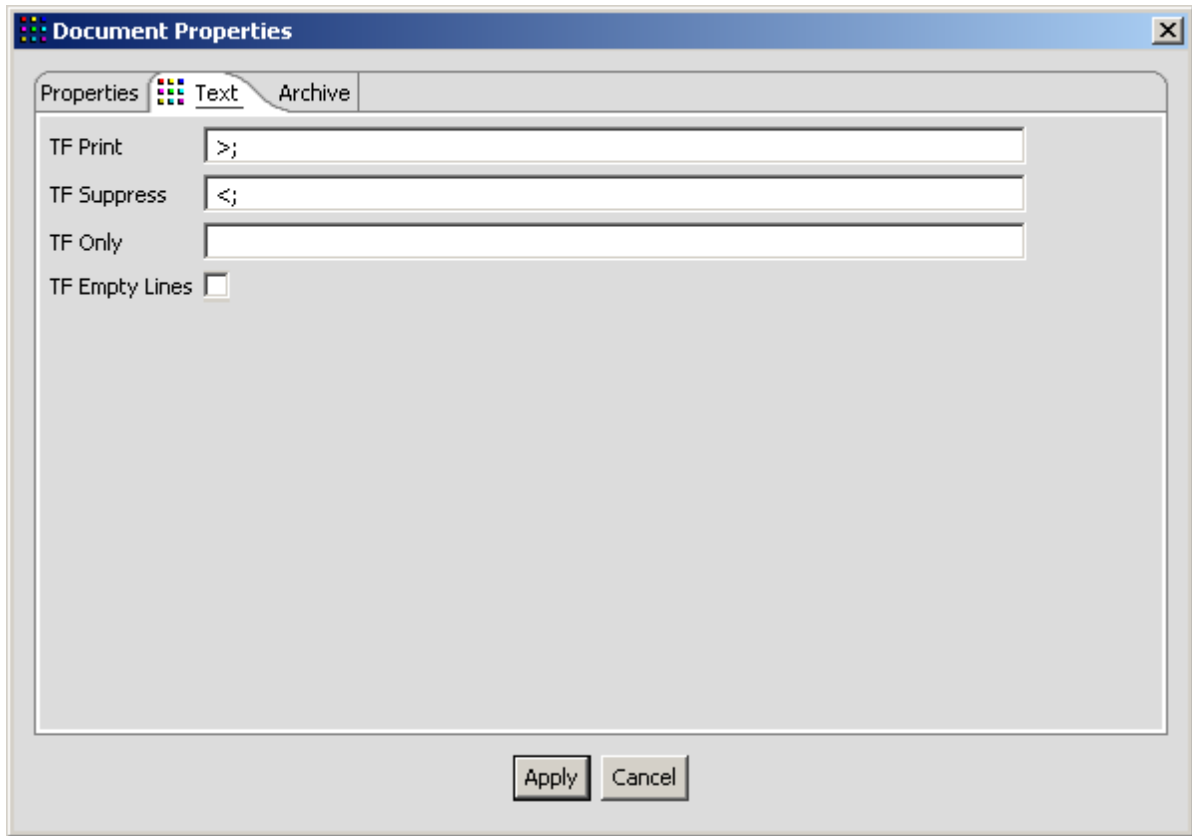 Document Properties
Properties Text Archive
TF Print >;
TF Suppress <;
TF Only
TF Empty Lines
Apply Cancel